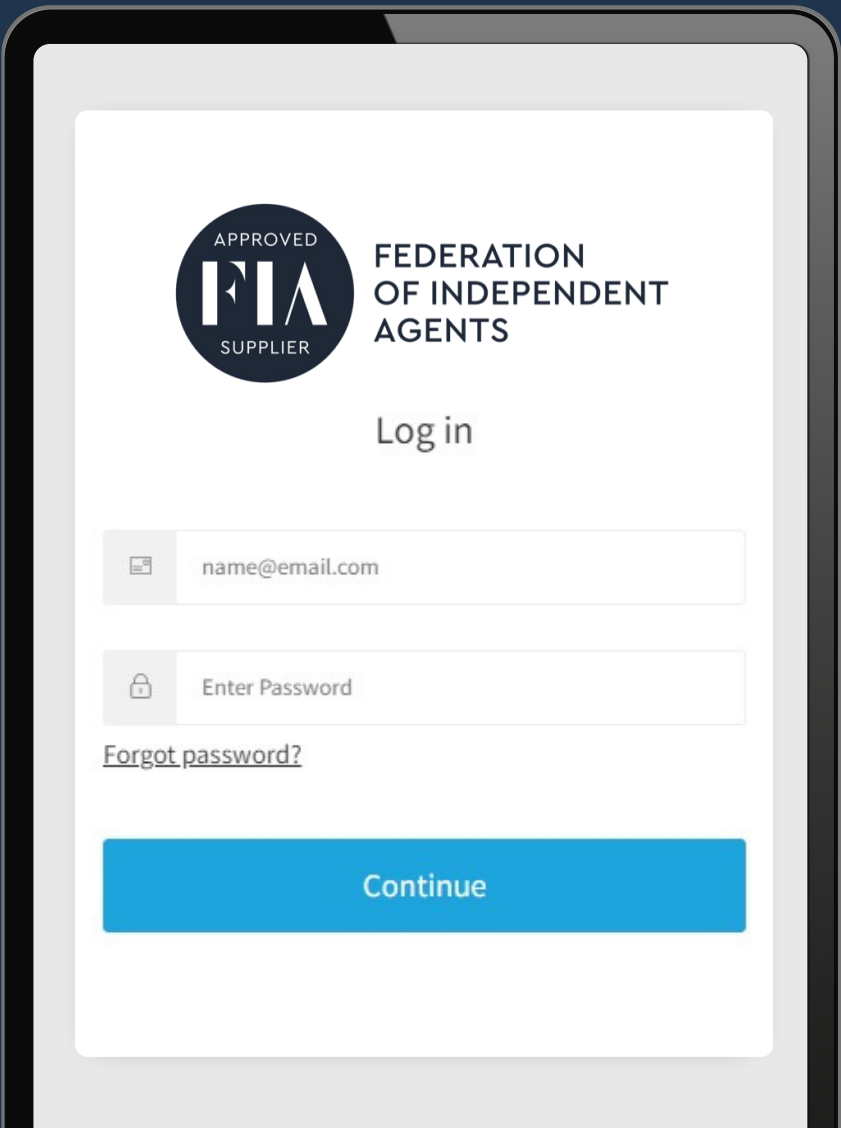 APPROVED
FIA
SUPPLIER
FEDERATION
OF INDEPENDENT
AGENTS
Log in
name@email.com
Enter Password
Forgot password?
Continue